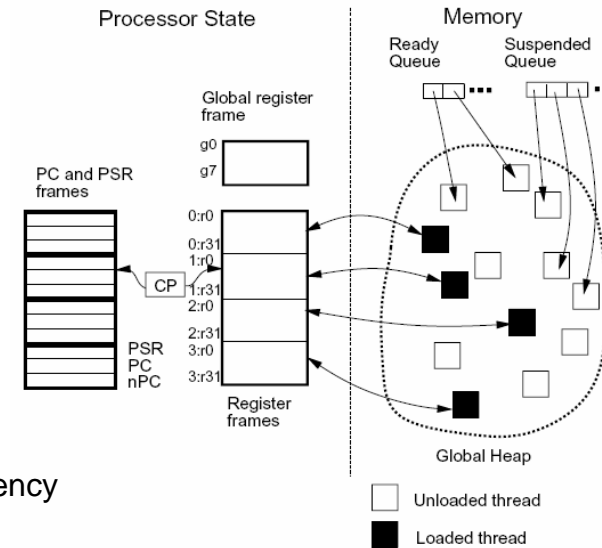 Processor State
Memory
Ready
Queue
Suspended
Queue
Global register
frame
g0
g7
PC and PSR
frames
0:r0
0:r31
1:r0
CP
1:r31
2:r0
2:r31
3:r0
3:r31
PSR
PC
nPC
Register
frames
Global Heap
ency
Unloaded thread
Loaded thread